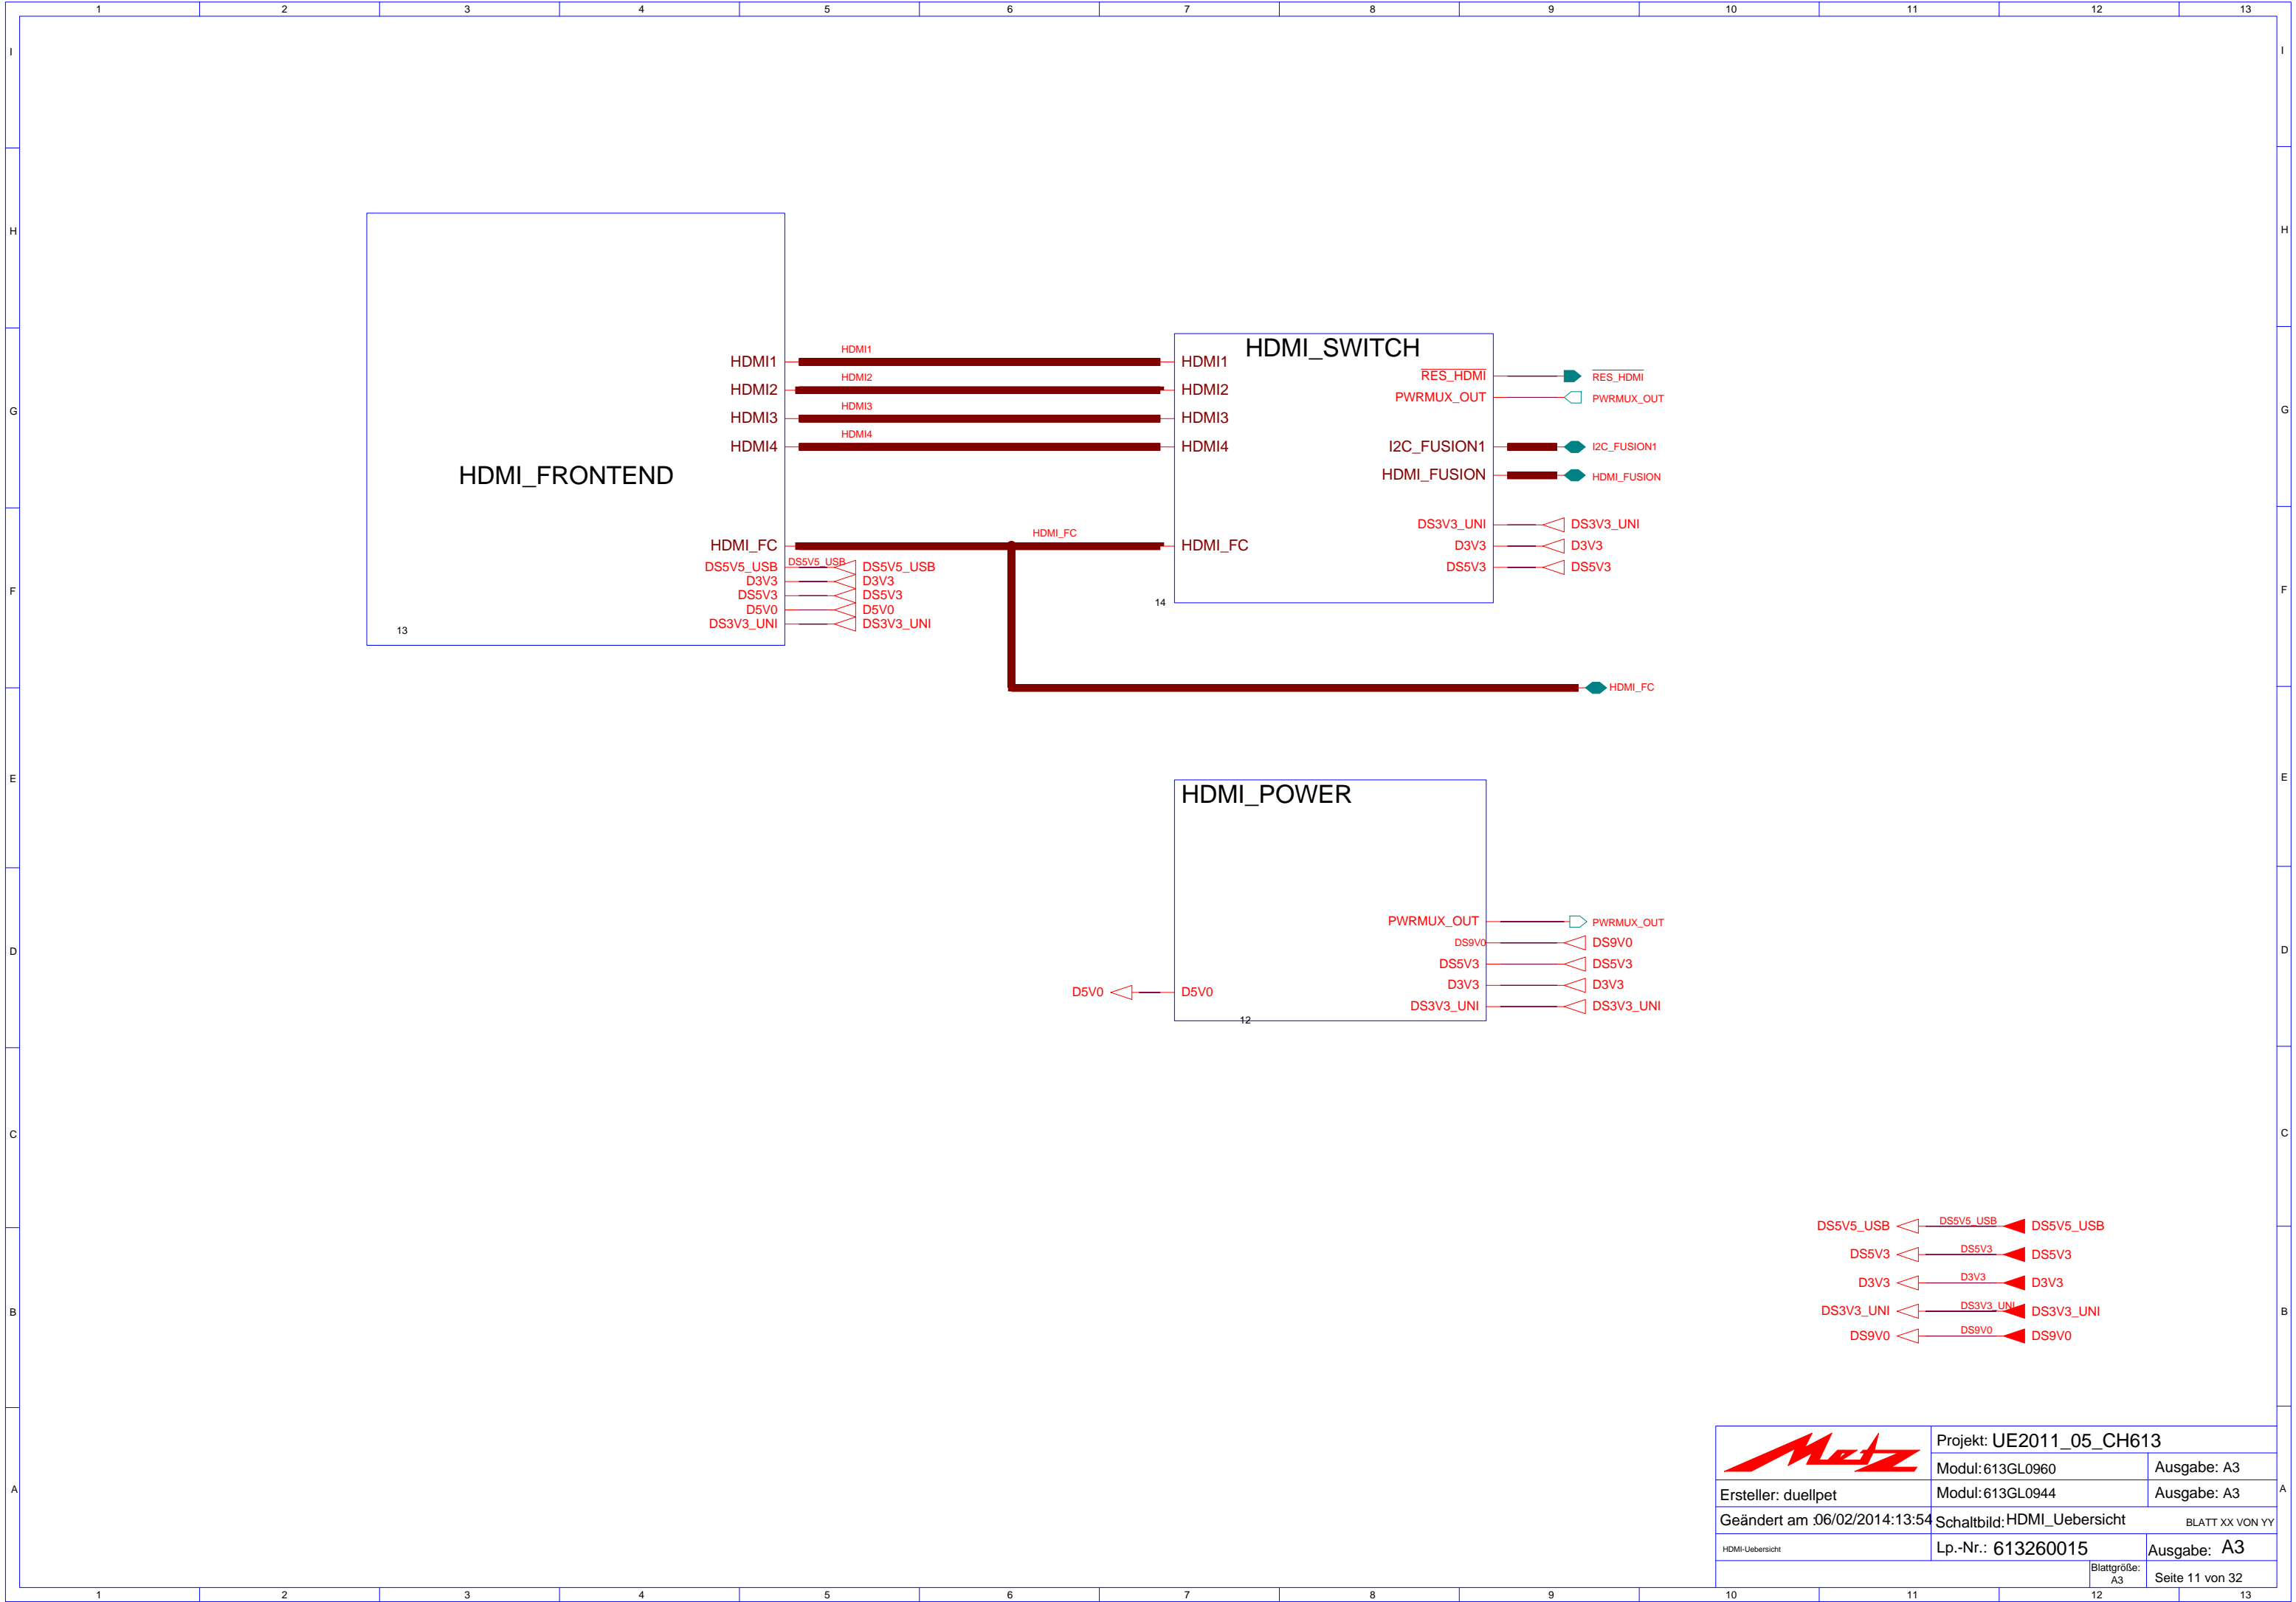 1 2 3 4 5 6 7 8 9 10 11 12 13
I I
H H
G G
F F
E E
D D
C C
B B
A A
HDMI_FRONTEND
HDMI1
HDMI2
HDMI3
HDMI4
HDMI_FC
DS5V5_USB DS5V5_USB DS5V5_USB
D3V3 D3V3
DS5V3 DS5V3
D5V0 D5V0
DS3V3_UNI DS3V3_UNI
13
HDMI1
HDMI2
HDMI3
HDMI4
HDMI_FC
HDMI_SWITCH
HDMI1
HDMI2
HDMI3
HDMI4
HDMI_FC
RES_HDMI RES_HDMI
PWRMUX_OUT PWRMUX_OUT
I2C_FUSION1 I2C_FUSION1
HDMI_FUSION HDMI_FUSION
DS3V3_UNI DS3V3_UNI
D3V3 D3V3
DS5V3 DS5V3
14
HDMI_FC
HDMI_POWER
PWRMUX_OUT PWRMUX_OUT
DS9V0 DS9V0
DS5V3 DS5V3
D3V3 D3V3
DS3V3_UNI DS3V3_UNI
D5V0 D5V0
12
DS5V5_USB DS5V5_USB DS5V5_USB
DS5V3 DS5V3 DS5V3
D3V3 D3V3 D3V3
DS3V3_UNI DS3V3_UNI DS3V3_UNI
DS9V0 DS9V0 DS9V0
Metz
Projekt: UE2011_05_CH613
Modul: 613GL0960 Ausgabe: A3
Ersteller: duellpet Modul: 613GL0944 Ausgabe: A3
Geändert am :06/02/2014:13:54 Schaltbild: HDMI_Uebersicht BLATT XX VON YY
HDMI-Uebersicht Lp.-Nr.: 613260015 Ausgabe: A3
Blattgröße:
A3
Seite 11 von 32
1 2 3 4 5 6 7 8 9 10 11 12 13